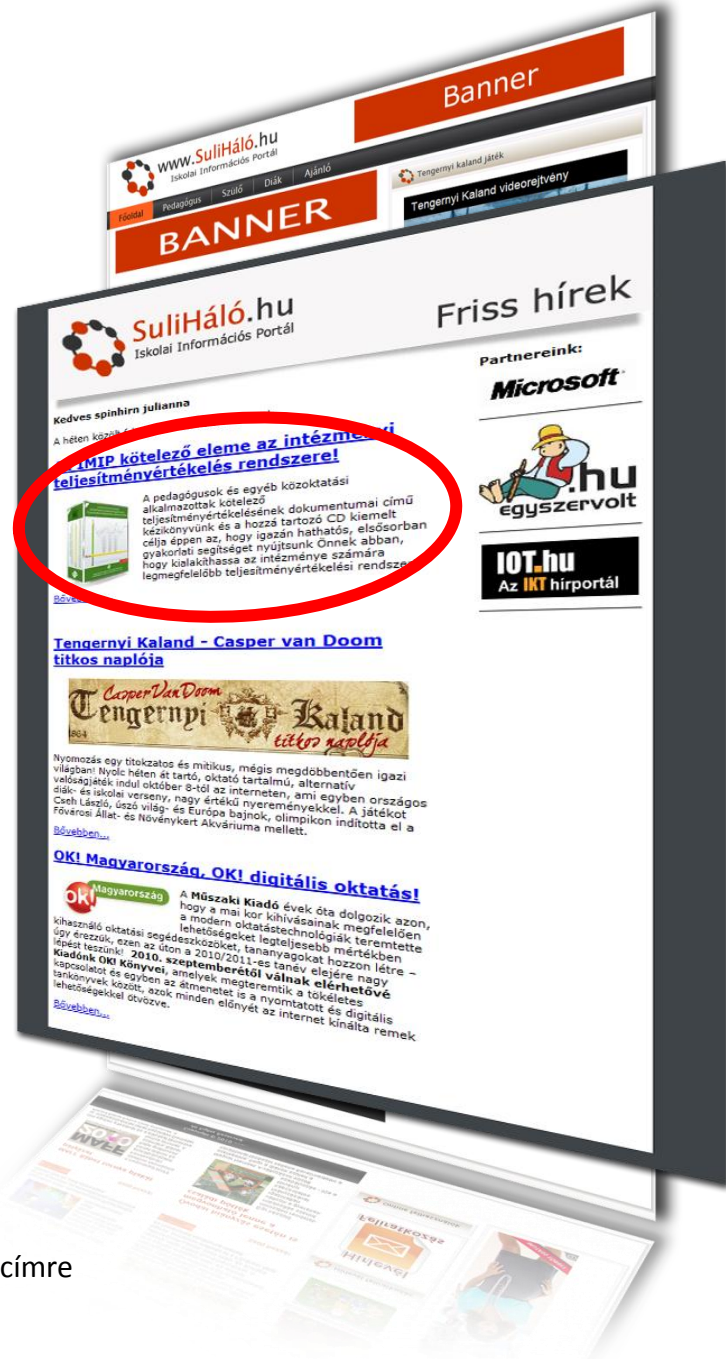 Banner
www.SuliHáló.hu
Iskolai Információs Portál
Főoldal Pedagógus Szülő Diák Ajánló
Tengernyi kaland játék
Tengernyi Kaland videorejtvény
BANNER
SuliHáló.hu
Iskolai Információs Portál
Friss hírek
Kedves spinhirn julianna
A héten
IMIP kötelező eleme az intézményi
teljesítményértékelés rendszere!
A pedagógusok és egyéb közoktatási
alkalmazottak kötelező
teljesítményértékelésének dokumentumai című
kézikönyvünk és a hozzá tartozó CD kiemelt
célja éppen az, hogy igazán hathatós, elsősorban
gyakorlati segítséget nyújtsunk Önnek abban,
hogy kialakíthassa az intézménye számára
legmegfelelőbb teljesítményértékelési
Partnereink:
Microsoft
.hu
egyszervolt
IOT.hu
Az IKT hírportál
Tengernyi Kaland - Casper van Doom
titkos naplója
Casper Van Doom
Tengernyi Kaland
1864
titkos naplója
Nyomozás egy titokzatos és mitikus, mégis megdöbbentően igazi
világban! Nyolc héten át tartó, oktató tartalmú, alternatív
valóságjáték indul október 8-tól az interneten, ami egyben országos
diák- és iskolai verseny, nagy értékű nyereményekkel. A játékot
Cseh László, úszó világ- és Európa bajnok, olimpikon indította el a
Fővárosi Állat- és Növénykert Akváriuma mellett.
Bővebben...
OK! Magyarország, OK! digitális oktatás!
ok! Magyarország
A Műszaki Kiadó évek óta dolgozik azon,
hogy a mai kor kihívásainak megfelelően
a modern oktatástechnológiák teremtette
lehetőségeket legteljesebb mértékben
kihasználó oktatási segédeszközöket, tananyagokat hozzon létre –
úgy érezzük, ezen az úton a 2010/2011-es tanév elejére nagy
lépést teszünk! 2010. szeptemberétől válnak elérhetővé
Kiadónk OK! Könyvei, amelyek megteremtik a tökéletes
kapcsolatot és egyben az átmenetet is a nyomtatott és digitális
tankönyvek között, azok minden előnyét az internet kínálta remek
lehetőségekkel ötvözve.
Bővebben...
Feliratkozás
Hírlevél
címre